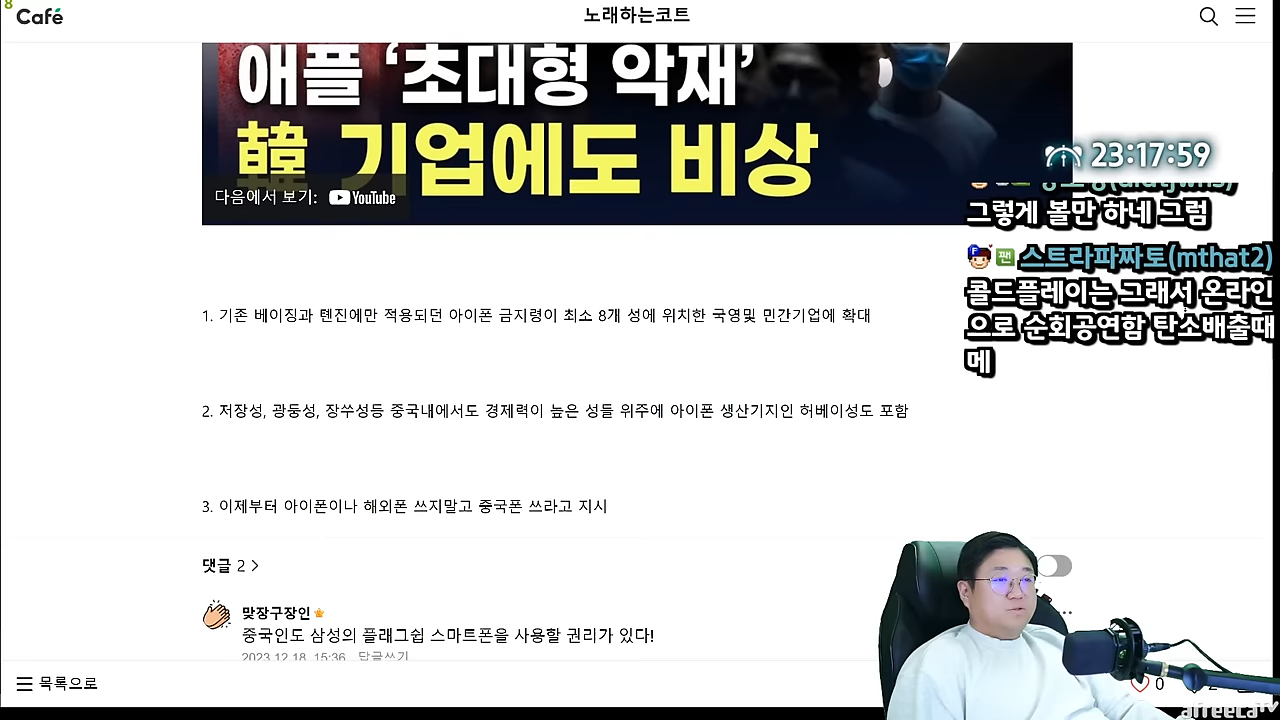 Café
노래하는코트
애플 ‘초대형 악재’
韓 기업에도 비상
다음에서 보기: YouTube
23:17:59
그렇게 볼만 하네 그럼
스트라파짜토(mthat2)
콜드플레이는 그래서 온라인
으로 순회공연함 탄소배출때
메
1. 기존 베이징과 톈진에만 적용되던 아이폰 금지령이 최소 8개 성에 위치한 국영및 민간기업에 확대
2. 저장성, 광둥성, 장쑤성등 중국내에서도 경제력이 높은 성들 위주에 아이폰 생산기지인 허베이성도 포함
3. 이제부터 아이폰이나 해외폰 쓰지말고 중국폰 쓰라고 지시
댓글 2
맞장구장인
중국인도 삼성의 플래그쉽 스마트폰을 사용할 권리가 있다!
2023.12.18. 15:36 답글쓰기
목록으로
0
afreecaTV